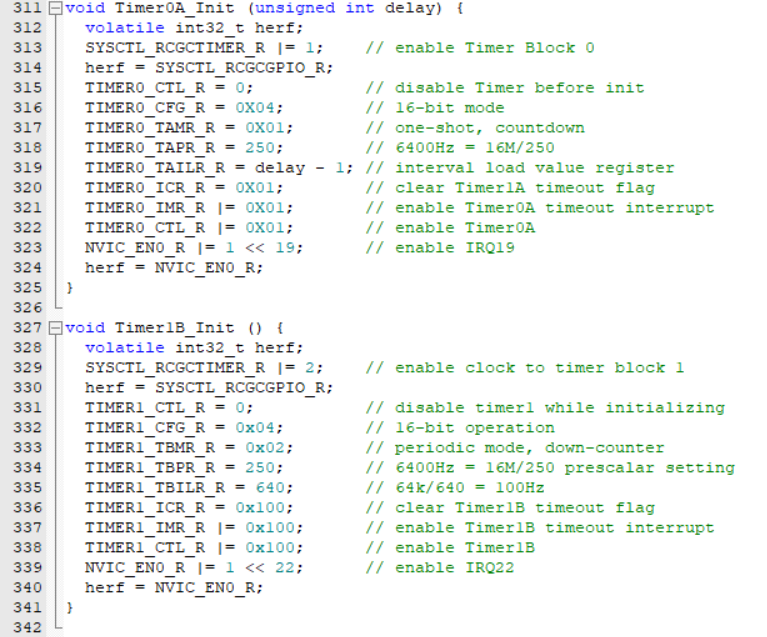 311 void Timer0A_Init (unsigned int delay) {
312 volatile int32_t herf;
313 SYSCTL_RCGCTIMER_R |= 1; // enable Timer Block 0
314 herf = SYSCTL_RCGCGPIO_R;
315 TIMER0_CTL_R = 0; // disable Timer before init
316 TIMER0_CFG_R = 0X04; // 16-bit mode
317 TIMER0_TAMR_R = 0X01; // one-shot, countdown
318 TIMER0_TAPR_R = 250; // 6400Hz = 16M/250
319 TIMER0_TAILR_R = delay - 1; // interval load value register
320 TIMER0_ICR_R = 0X01; // clear Timer1A timeout flag
321 TIMER0_IMR_R |= 0X01; // enable Timer0A timeout interrupt
322 TIMER0_CTL_R |= 0X01; // enable Timer0A
323 NVIC_EN0_R |= 1 << 19; // enable IRQ19
324 herf = NVIC_EN0_R;
325 }
326
327 void Timer1B_Init () {
328 volatile int32_t herf;
329 SYSCTL_RCGCTIMER_R |= 2; // enable clock to timer block 1
330 herf = SYSCTL_RCGCGPIO_R;
331 TIMER1_CTL_R = 0; // disable timer1 while initializing
332 TIMER1_CFG_R = 0x04; // 16-bit operation
333 TIMER1_TBMR_R = 0x02; // periodic mode, down-counter
334 TIMER1_TBPR_R = 250; // 6400Hz = 16M/250 prescalar setting
335 TIMER1_TBILR_R = 640; // 64k/640 = 100Hz
336 TIMER1_ICR_R = 0x100; // clear Timer1B timeout flag
337 TIMER1_IMR_R |= 0x100; // enable Timer1B timeout interrupt
338 TIMER1_CTL_R |= 0x100; // enable Timer1B
339 NVIC_EN0_R |= 1 << 22; // enable IRQ22
340 herf = NVIC_EN0_R;
341 }
342